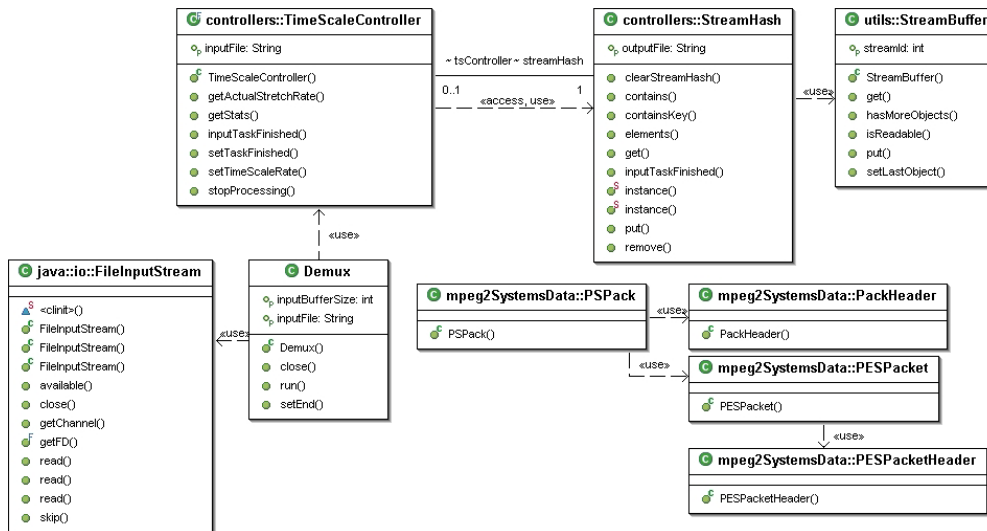 controllers::TimeScaleController
inputFile: String
TimeScaleController()
getActualStretchRate()
getStats()
inputTaskFinished()
setTaskFinished()
setTimeScaleRate()
stopProcessing()
~ tsController ~ streamHash
0..1 1
«access, use»
controllers::StreamHash
outputFile: String
clearStreamHash()
contains()
containsKey()
elements()
get()
inputTaskFinished()
instance()
instance()
put()
remove()
«use»
utils::StreamBuffer
streamId: int
StreamBuffer()
get()
hasMoreObjects()
isReadable()
put()
setLastObject()
«use»
java::io::FileInputStream
<clinit>()
FileInputStream()
FileInputStream()
FileInputStream()
available()
close()
getChannel()
getFD()
read()
read()
read()
skip()
«use»
Demux
inputBufferSize: int
inputFile: String
Demux()
close()
run()
setEnd()
mpeg2SystemsData::PSPack
PSPack()
«use»
mpeg2SystemsData::PackHeader
PackHeader()
«use»
mpeg2SystemsData::PESPacket
PESPacket()
«use»
mpeg2SystemsData::PESPacketHeader
PESPacketHeader()